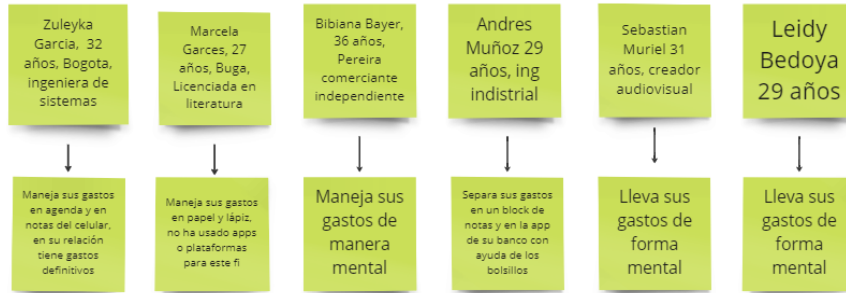 Zuleyka
Garcia, 32
años, Bogota,
ingeniera de
sistemas
Marcela
Garces, 27
años, Buga,
Licenciada en
literatura
Bibiana Bayer,
36 años,
Pereira
comerciante
independiente
Andres
Muñoz 29
años, ing
indistrial
Sebastian
Muriel 31
años, creador
audiovisual
Leidy
Bedoya
29 años
Maneja sus gastos
en agenda y en
notas del celular,
en su relación
tiene gastos
definitivos
Maneja sus gastos
en papel y lápiz,
no ha usado apps
o plataformas
para este fi
Maneja sus
gastos de
manera
mental
Separa sus gastos
en un block de
notas y en la app
de su banco con
ayuda de los
bolsillos
Lleva sus
gastos de
forma
mental
Lleva sus
gastos de
forma
mental